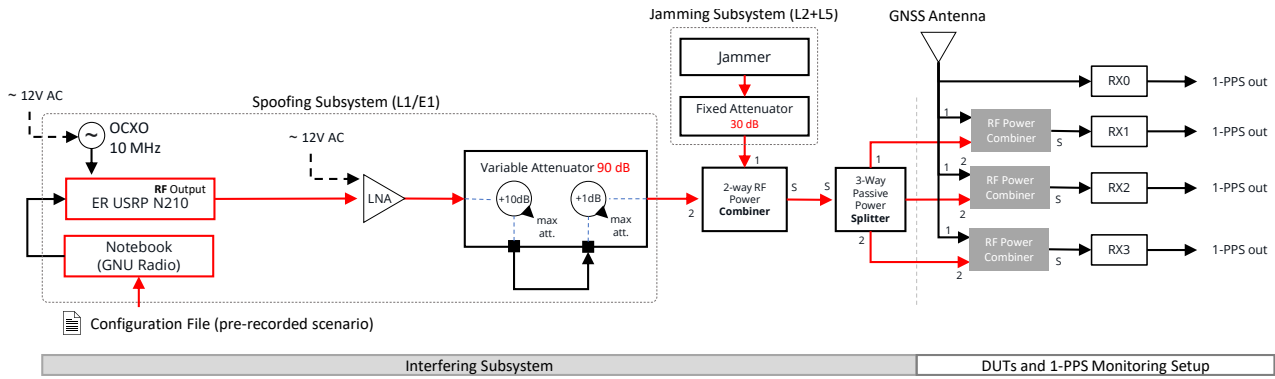 Jamming Subsystem (L2+L5)
GNSS Antenna
Jammer
~ 12V AC
Spoofing Subsystem (L1/E1)
Fixed Attenuator
30 dB
RX0
1-PPS out
~
OCXO
10 MHz
~ 12V AC
1
RF Power
Combiner
S
RX1
1-PPS out
2
Variable Attenuator 90 dB
1
1
RF Output
ER USRP N210
LNA
+10dB
max
att.
+1dB
max
att.
2
2-way RF
Power
Combiner
S
S
3-Way
Passive
Power
Splitter
1
RF Power
Combiner
S
RX2
1-PPS out
2
2
Notebook
(GNU Radio)
1
RF Power
Combiner
S
RX3
1-PPS out
2
Configuration File (pre-recorded scenario)
Interfering Subsystem
DUTs and 1-PPS Monitoring Setup